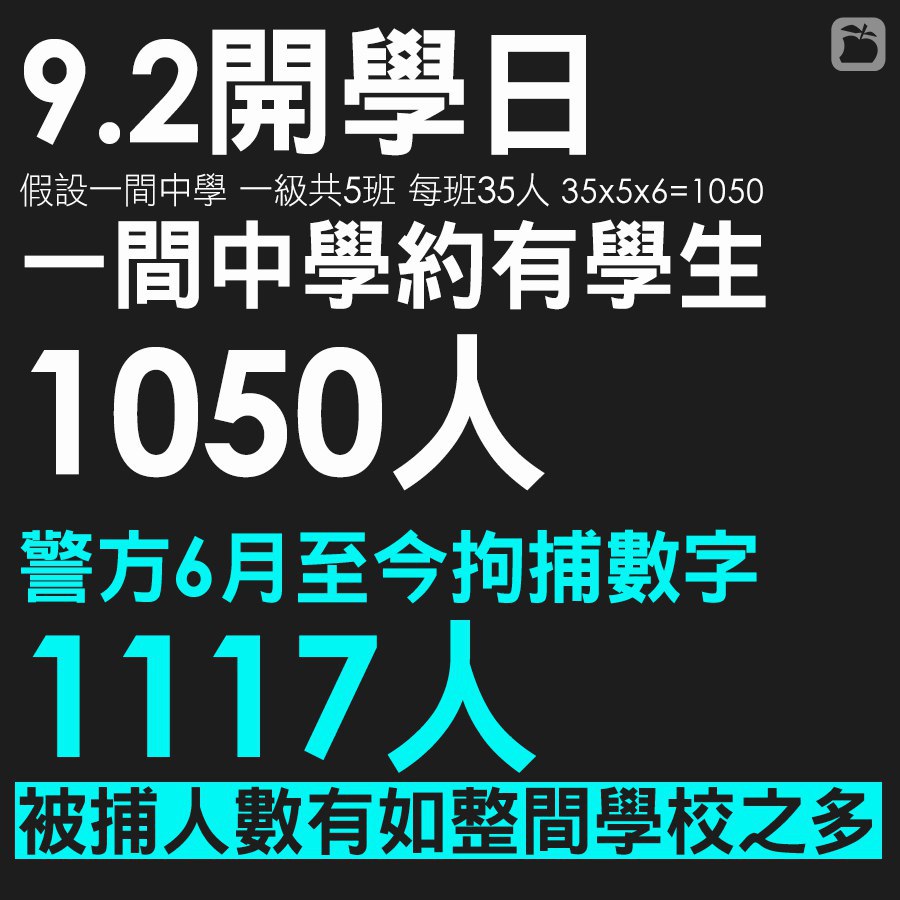 9.2開學日
假設一間中學 一級共5班 每班35人 35x5x6=1050
一間中學約有學生
1050人
警方6月至今拘捕數字
1117人
被捕人數有如整間學校之多